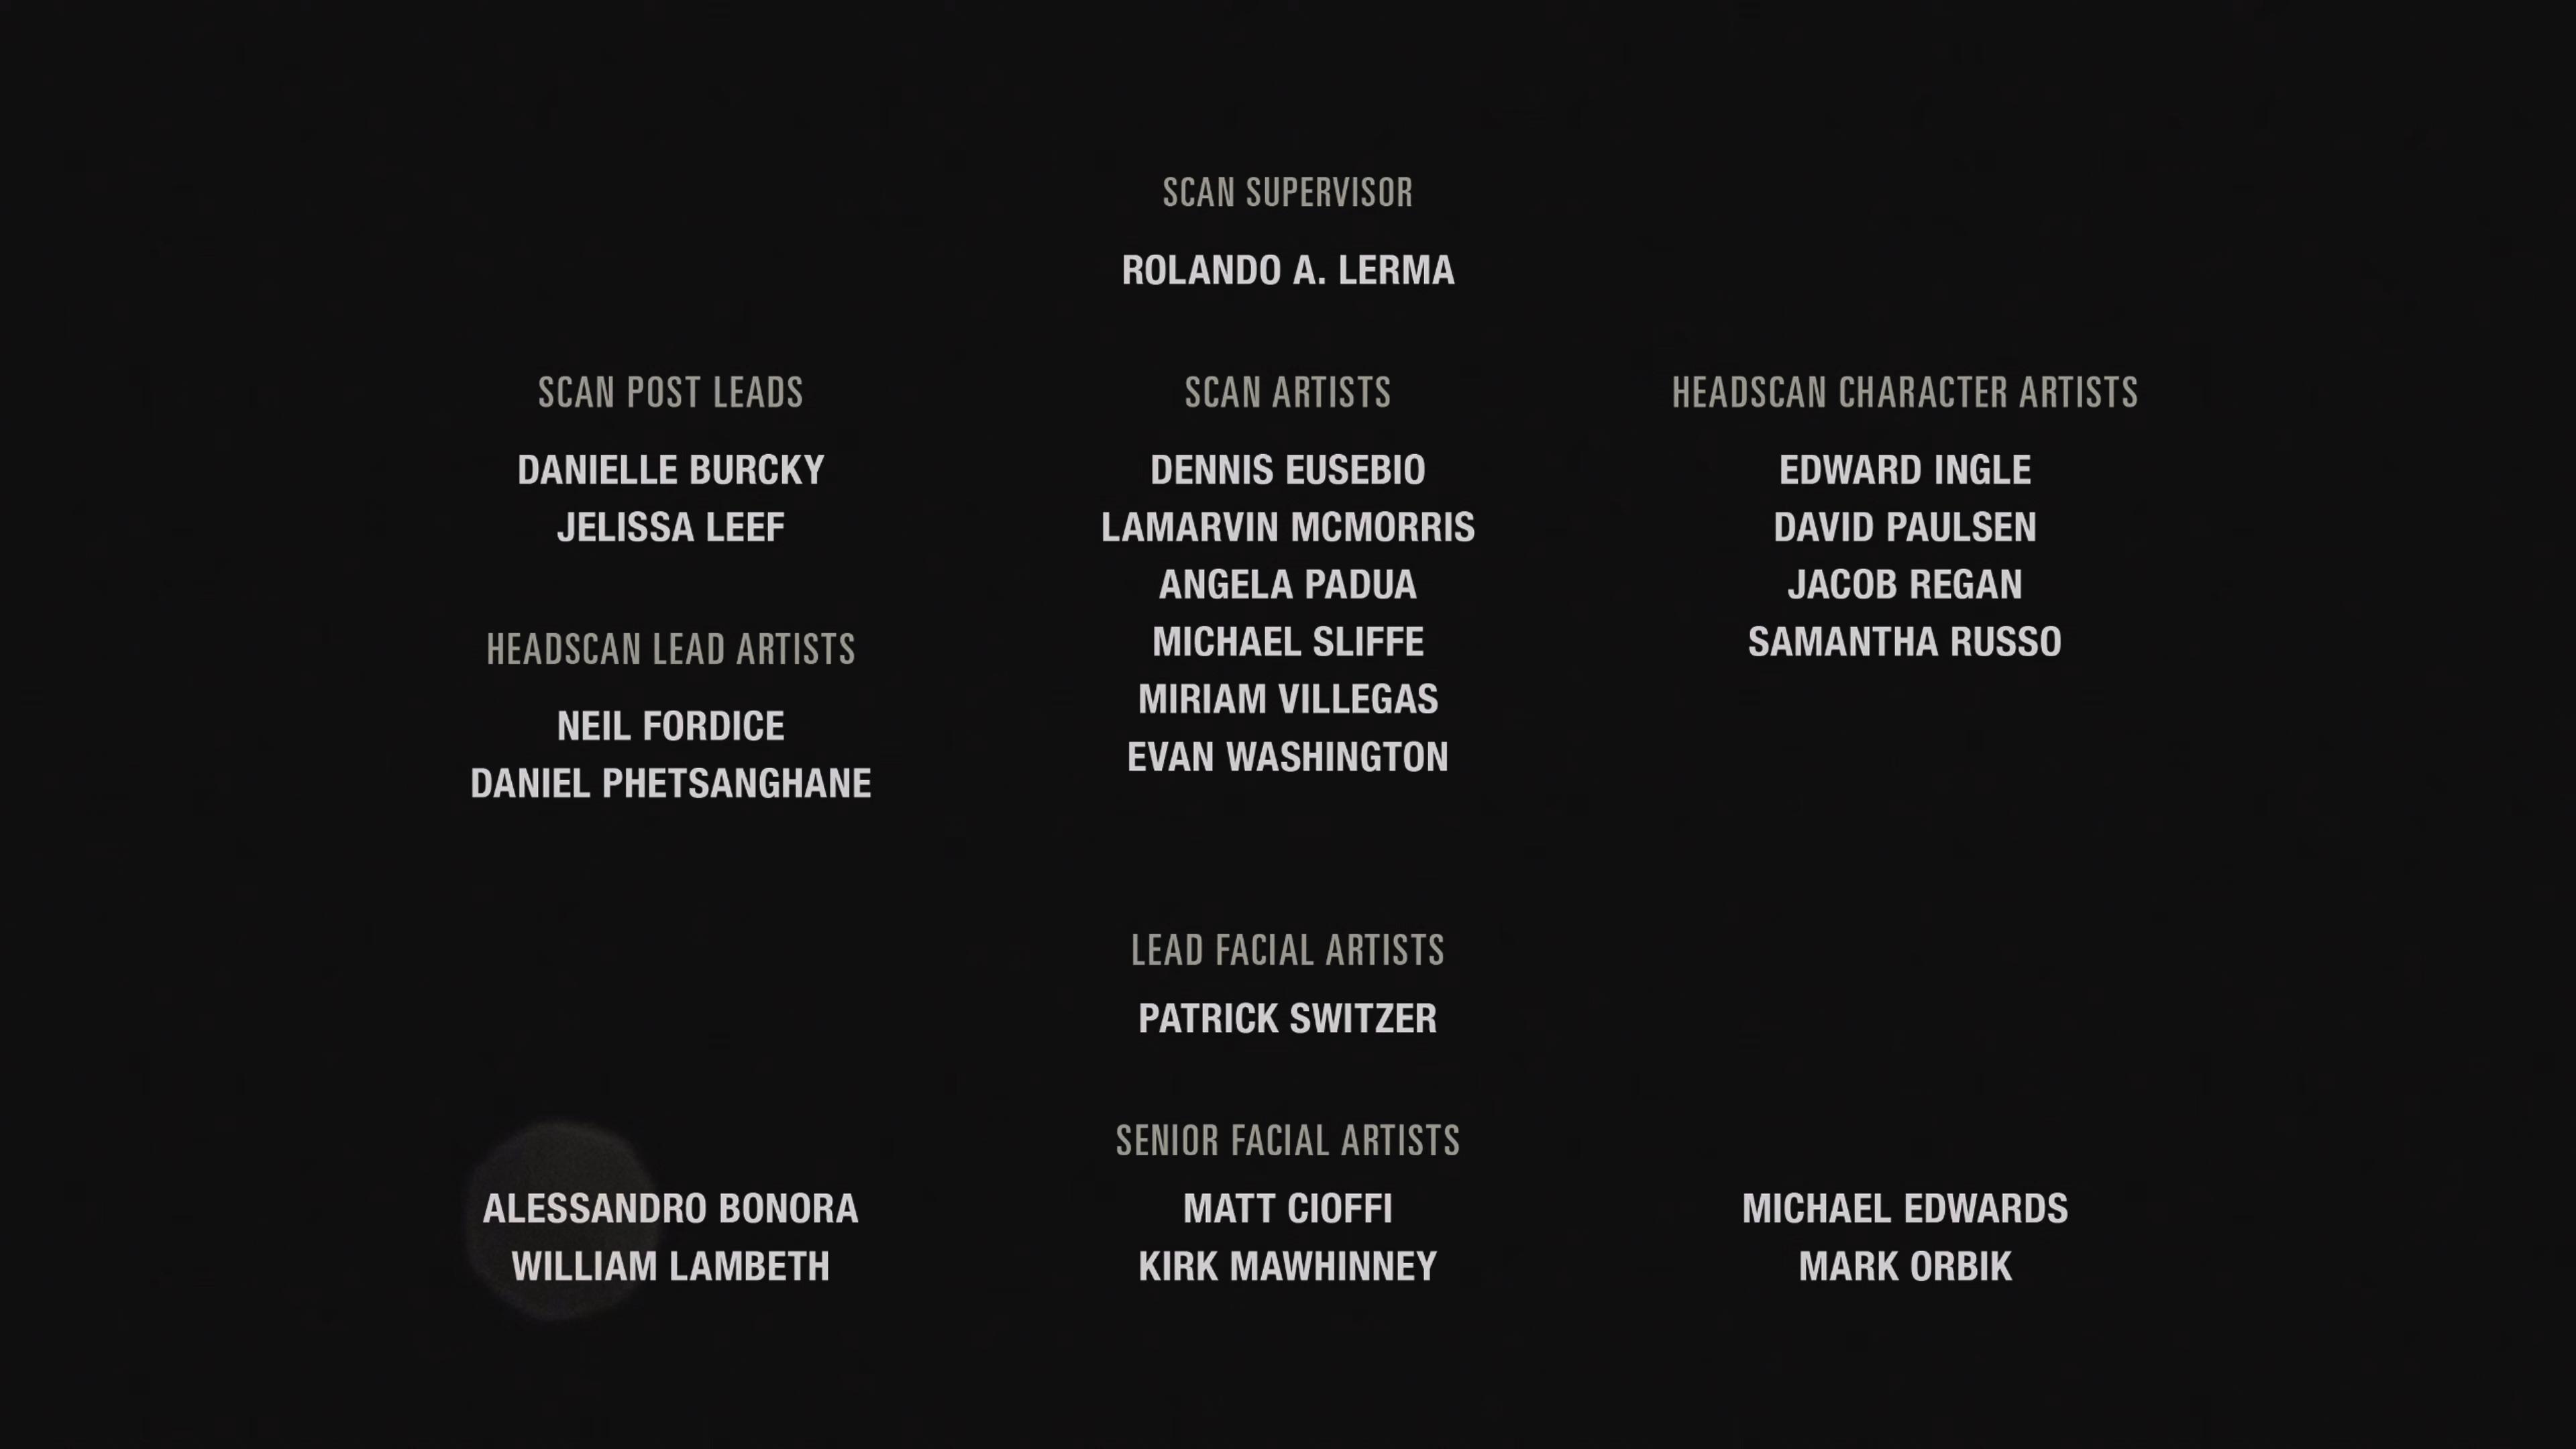 SCAN SUPERVISOR
ROLANDO A. LERMA
SCAN POST LEADS
DANIELLE BURCKY
JELISSA LEEF
HEADSCAN LEAD ARTISTS
NEIL FORDICE
DANIEL PHETSANGHANE
SCAN ARTISTS
DENNIS EUSEBIO
LAMARVIN MCMORRIS
ANGELA PADUA
MICHAEL SLIFFE
MIRIAM VILLEGAS
EVAN WASHINGTON
HEADSCAN CHARACTER ARTISTS
EDWARD INGLE
DAVID PAULSEN
JACOB REGAN
SAMANTHA RUSSO
LEAD FACIAL ARTISTS
PATRICK SWITZER
SENIOR FACIAL ARTISTS
ALESSANDRO BONORA
WILLIAM LAMBETH
MATT CIOFFI
KIRK MAWHINNEY
MICHAEL EDWARDS
MARK ORBIK